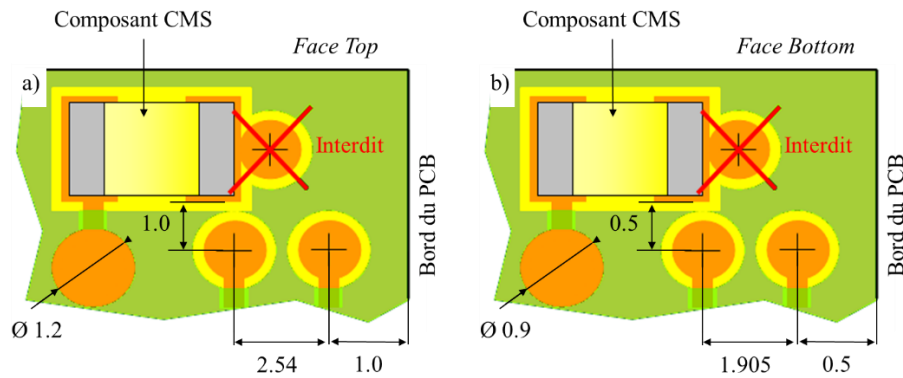 Composant CMS
Face Top
a)
Interdit
1.0
Bord du PCB
Ø 1.2
2.54
1.0
Composant CMS
Face Bottom
b)
Interdit
0.5
Bord du PCB
Ø 0.9
1.905
0.5